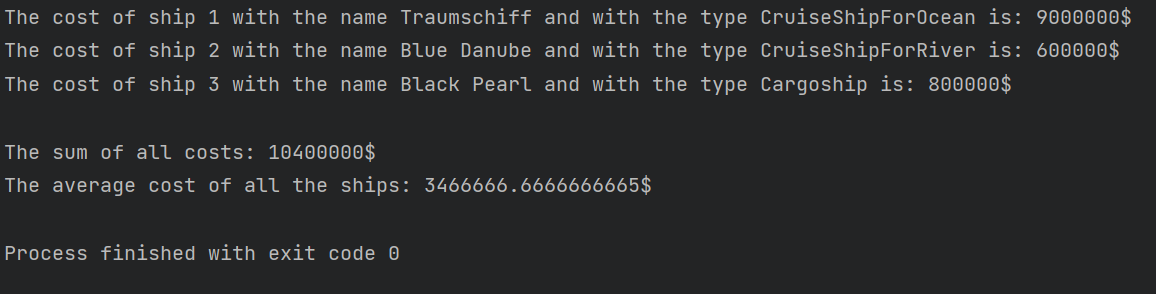 The cost of ship 1 with the name Traumschiff and with the type CruiseShipForOcean is: 9000000$
The cost of ship 2 with the name Blue Danube and with the type CruiseShipForRiver is: 600000$
The cost of ship 3 with the name Black Pearl and with the type Cargoship is: 800000$
The sum of all costs: 10400000$
The average cost of all the ships: 3466666.6666666665$
Process finished with exit code 0